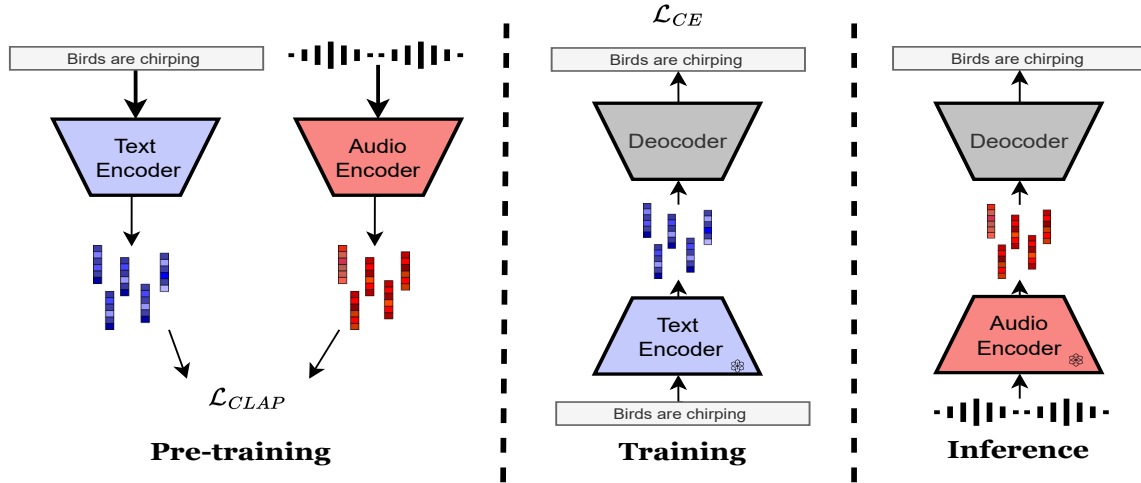 Birds are chirping
Text
Encoder
Audio
Encoder
L_CLAP
Pre-training
L_CE
Birds are chirping
Deocoder
Text
Encoder
Birds are chirping
Training
Birds are chirping
Deocoder
Audio
Encoder
Inference